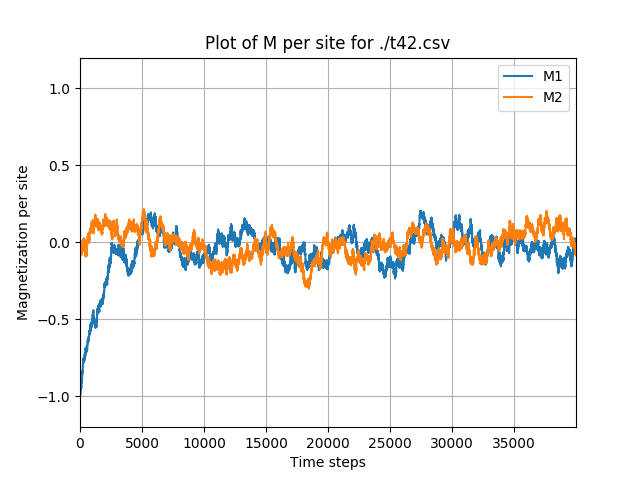 Plot of M per site for ./t42.csv
M1
M2
Magnetization per site
1.0
0.5
0.0
−0.5
−1.0
0 5000 10000 15000 20000 25000 30000 35000
Time steps